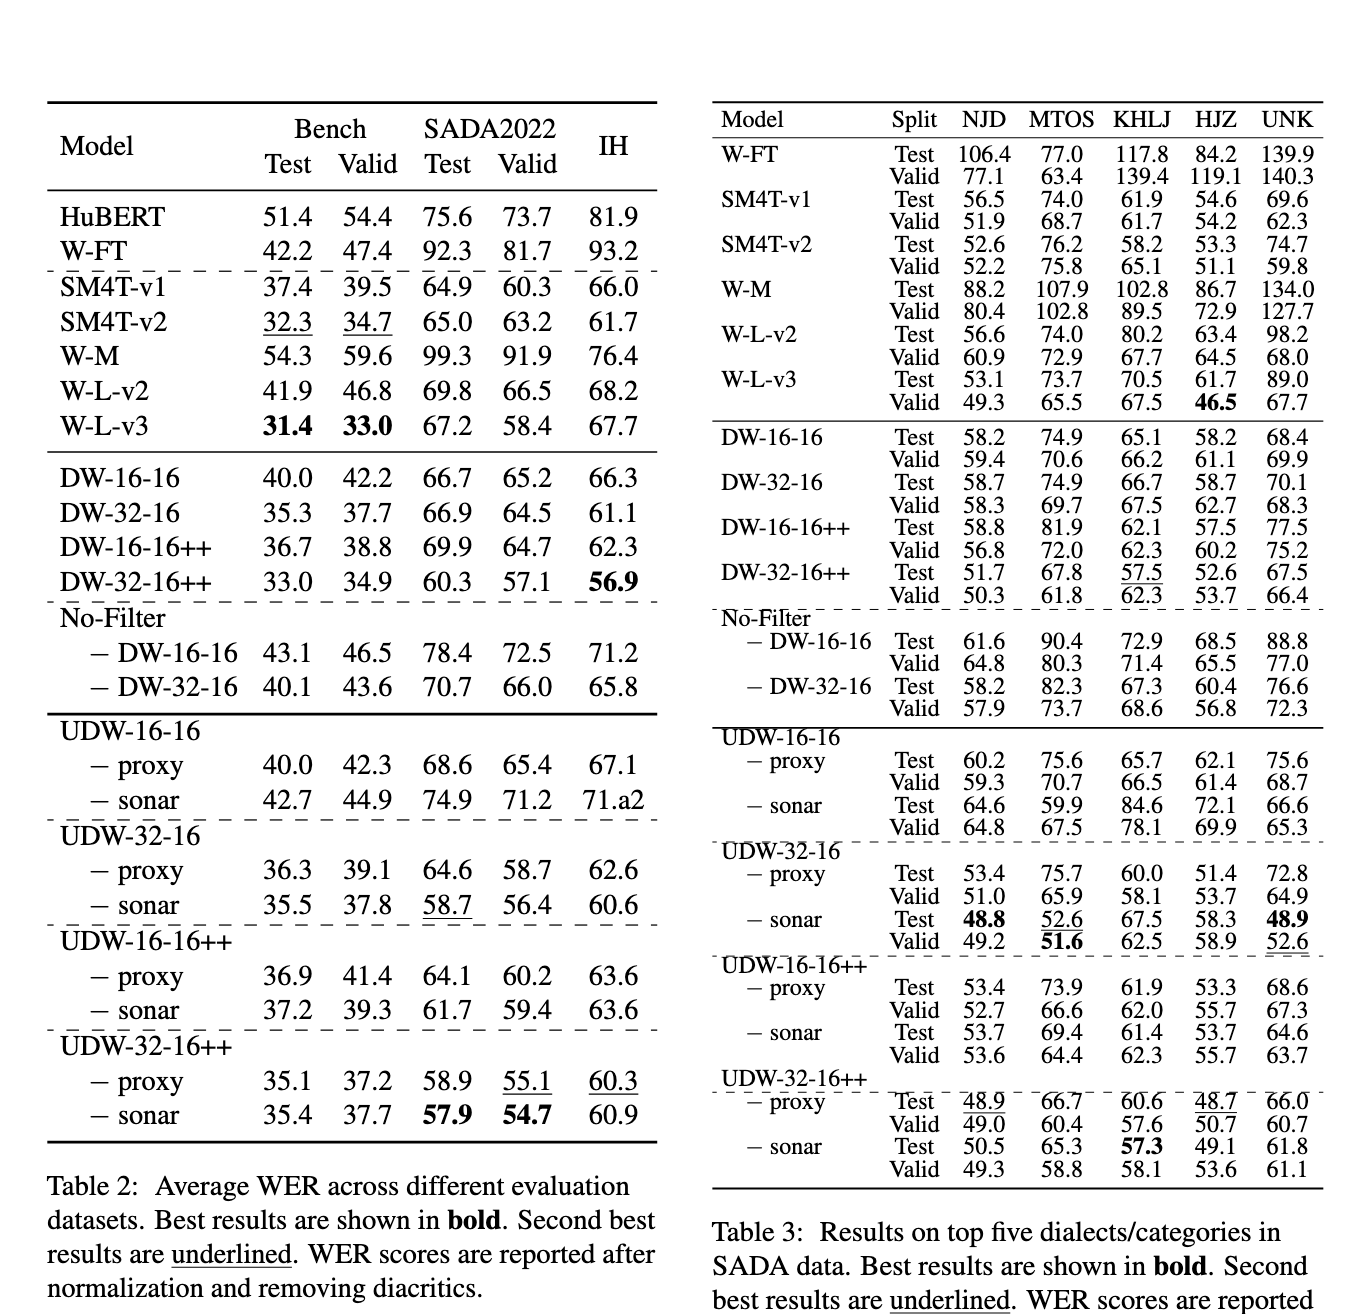 Model Bench SADA2022 IH
Test Valid Test Valid
HuBERT 51.4 54.4 75.6 73.7 81.9
W-FT 42.2 47.4 92.3 81.7 93.2
SM4T-v1 37.4 39.5 64.9 60.3 66.0
SM4T-v2 32.3 34.7 65.0 63.2 61.7
W-M 54.3 59.6 99.3 91.9 76.4
W-L-v2 41.9 46.8 69.8 66.5 68.2
W-L-v3 31.4 33.0 67.2 58.4 67.7
DW-16-16 40.0 42.2 66.7 65.2 66.3
DW-32-16 35.3 37.7 66.9 64.5 61.1
DW-16-16++ 36.7 38.8 69.9 64.7 62.3
DW-32-16++ 33.0 34.9 60.3 57.1 56.9
No-Filter
– DW-16-16 43.1 46.5 78.4 72.5 71.2
– DW-32-16 40.1 43.6 70.7 66.0 65.8
UDW-16-16
– proxy 40.0 42.3 68.6 65.4 67.1
– sonar 42.7 44.9 74.9 71.2 71.a2
UDW-32-16
– proxy 36.3 39.1 64.6 58.7 62.6
– sonar 35.5 37.8 58.7 56.4 60.6
UDW-16-16++
– proxy 36.9 41.4 64.1 60.2 63.6
– sonar 37.2 39.3 61.7 59.4 63.6
UDW-32-16++
– proxy 35.1 37.2 58.9 55.1 60.3
– sonar 35.4 37.7 57.9 54.7 60.9
Table 2: Average WER across different evaluation
datasets. Best results are shown in bold. Second best
results are underlined. WER scores are reported after
normalization and removing diacritics.
Model Split NJD MTOS KHLJ HJZ UNK
W-FT Test 106.4 77.0 117.8 84.2 139.9
Valid 77.1 63.4 139.4 119.1 140.3
SM4T-v1 Test 56.5 74.0 61.9 54.6 69.6
Valid 51.9 68.7 61.7 54.2 62.3
SM4T-v2 Test 52.6 76.2 58.2 53.3 74.7
Valid 52.2 75.8 65.1 51.1 59.8
W-M Test 88.2 107.9 102.8 86.7 134.0
Valid 80.4 102.8 89.5 72.9 127.7
W-L-v2 Test 56.6 74.0 80.2 63.4 98.2
Valid 60.9 72.9 67.7 64.5 68.0
W-L-v3 Test 53.1 73.7 70.5 61.7 89.0
Valid 49.3 65.5 67.5 46.5 67.7
DW-16-16 Test 58.2 74.9 65.1 58.2 68.4
Valid 59.4 70.6 66.2 61.1 69.9
DW-32-16 Test 58.7 74.9 66.7 58.7 70.1
Valid 58.3 69.7 67.5 62.7 68.3
DW-16-16++ Test 58.8 81.9 62.1 57.5 77.5
Valid 56.8 72.0 62.3 60.2 75.2
DW-32-16++ Test 51.7 67.8 57.5 52.6 67.5
Valid 50.3 61.8 62.3 53.7 66.4
No-Filter
– DW-16-16 Test 61.6 90.4 72.9 68.5 88.8
Valid 64.8 80.3 71.4 65.5 77.0
– DW-32-16 Test 58.2 82.3 67.3 60.4 76.6
Valid 57.9 73.7 68.6 56.8 72.3
UDW-16-16
– proxy Test 60.2 75.6 65.7 62.1 75.6
Valid 59.3 70.7 66.5 61.4 68.7
– sonar Test 64.6 59.9 84.6 72.1 66.6
Valid 64.8 67.5 78.1 69.9 65.3
UDW-32-16
– proxy Test 53.4 75.7 60.0 51.4 72.8
Valid 51.0 65.9 58.1 53.7 64.9
– sonar Test 48.8 52.6 67.5 58.3 48.9
Valid 49.2 51.6 62.5 58.9 52.6
UDW-16-16++
– proxy Test 53.4 73.9 61.9 53.3 68.6
Valid 52.7 66.6 62.0 55.7 67.3
– sonar Test 53.7 69.4 61.4 53.7 64.6
Valid 53.6 64.4 62.3 55.7 63.7
UDW-32-16++
– proxy Test 48.9 66.7 60.6 48.7 66.0
Valid 49.0 60.4 57.6 50.7 60.7
– sonar Test 50.5 65.3 57.3 49.1 61.8
Valid 49.3 58.8 58.1 53.6 61.1
Table 3: Results on top five dialects/categories in
SADA data. Best results are shown in bold. Second
best results are underlined. WER scores are reported